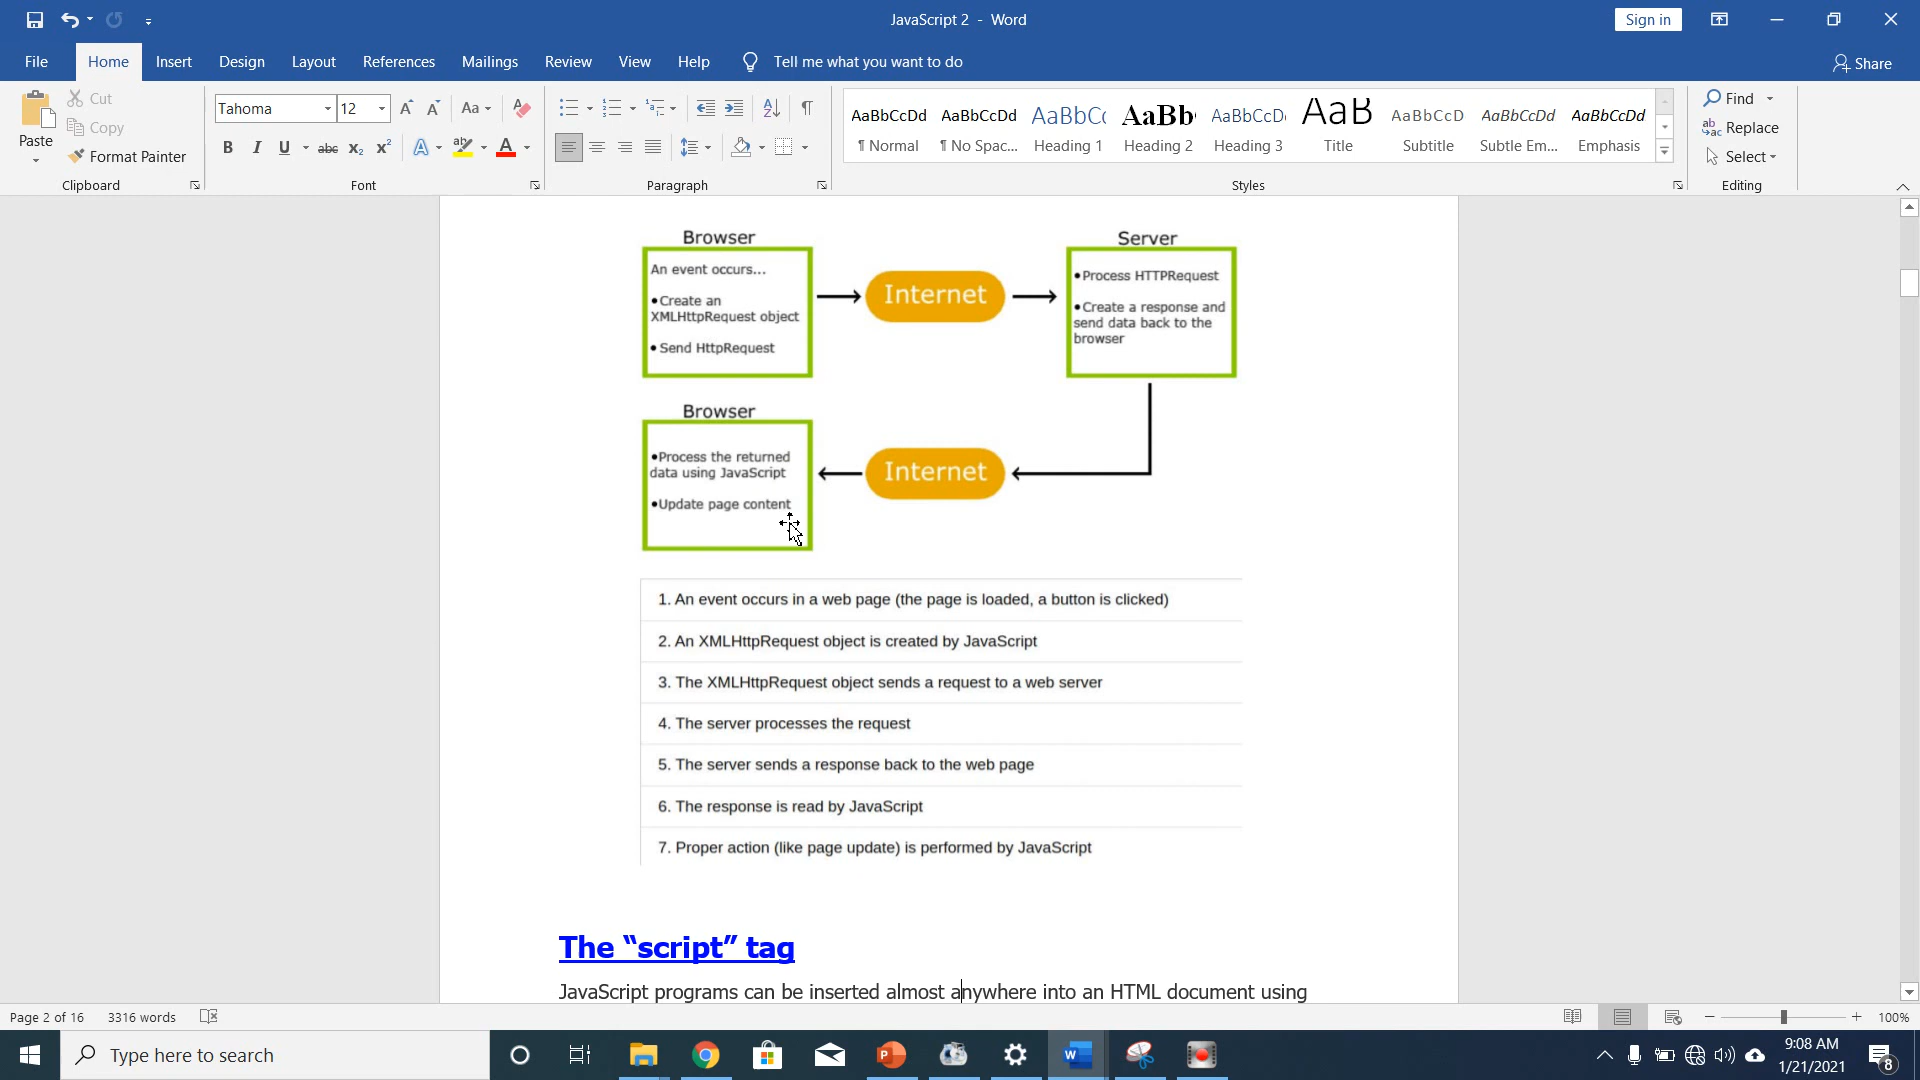 JavaScript 2 - Word
Sign in
File Home Insert Design Layout References Mailings Review View Help Tell me what you want to do
Share
Paste
Cut
Copy
Format Painter
Clipboard
Tahoma 12
Aa
B I U abc x₂ x² A ab A
Font
Paragraph
AaBbCcDd AaBbCcDd AaBbCc AaBb AaBbCcD AaB AaBbCcD AaBbCcDd AaBbCcDd
¶ Normal ¶ No Spac... Heading 1 Heading 2 Heading 3 Title Subtitle Subtle Em... Emphasis
Styles
Find
Replace
Select
Editing
Browser
An event occurs...
•Create an
XMLHttpRequest object
• Send HttpRequest
Internet
Server
•Process HTTPRequest
•Create a response and
send data back to the
browser
Browser
•Process the returned
data using JavaScript
•Update page content
Internet
1. An event occurs in a web page (the page is loaded, a button is clicked)
2. An XMLHttpRequest object is created by JavaScript
3. The XMLHttpRequest object sends a request to a web server
4. The server processes the request
5. The server sends a response back to the web page
6. The response is read by JavaScript
7. Proper action (like page update) is performed by JavaScript
The “script” tag
JavaScript programs can be inserted almost anywhere into an HTML document using
Page 2 of 16 3316 words
100%
Type here to search
9:08 AM
1/21/2021
8